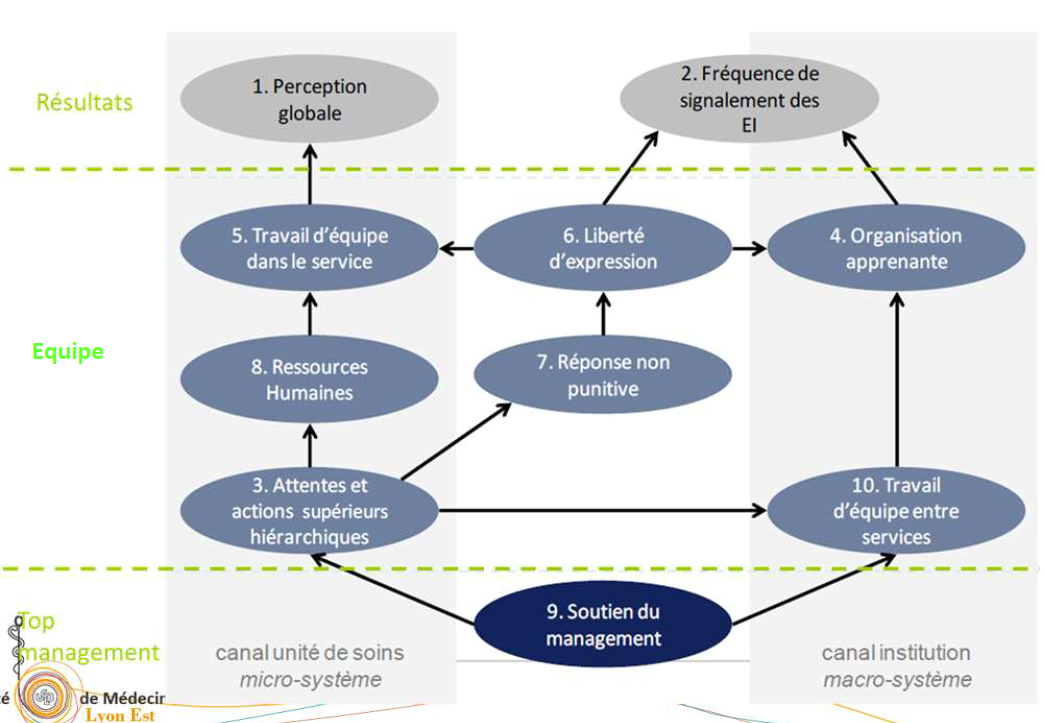 1. Perception
globale
2. Fréquence de
signalement des
EI
Résultats
5. Travail d'équipe
dans le service
6. Liberté
d'expression
4. Organisation
apprenante
Equipe
8. Ressources
Humaines
7. Réponse non
punitive
3. Attentes et
actions supérieurs
hiérarchiques
10. Travail
d'équipe entre
services
9. Soutien du
management
Top
management
canal unité de soins
micro-système
canal institution
macro-système
té
de Médecin
Lyon Est